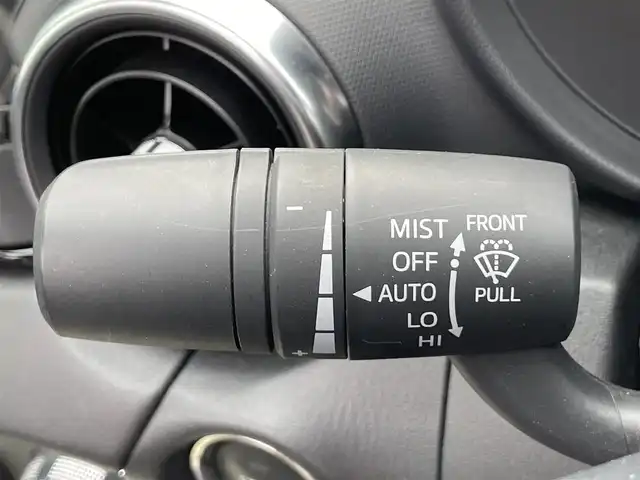 MIST FRONT
OFF
AUTO PULL
LO
HI
− 
+